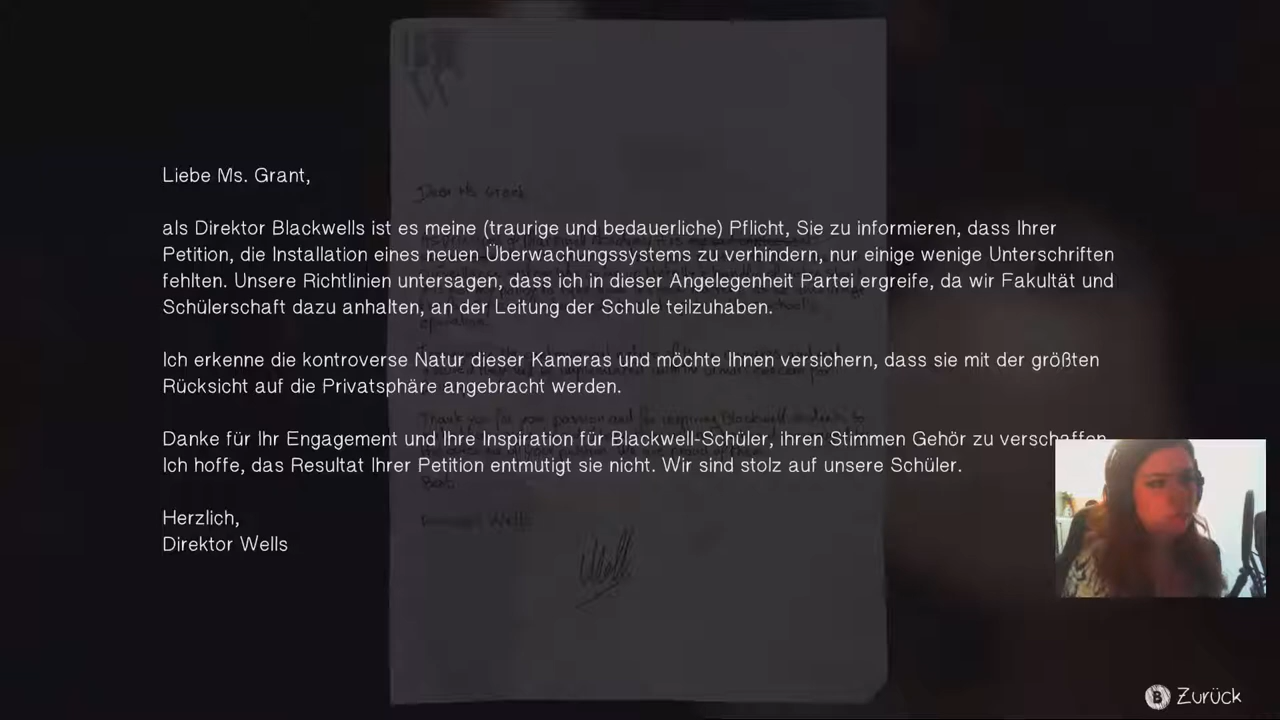 Liebe Ms. Grant,
als Direktor Blackwells ist es meine (traurige und bedauerliche) Pflicht, Sie zu informieren, dass Ihrer
Petition, die Installation eines neuen Überwachungssystems zu verhindern, nur einige wenige Unterschriften
fehlten. Unsere Richtlinien untersagen, dass ich in dieser Angelegenheit Partei ergreife, da wir Fakultät und
Schülerschaft dazu anhalten, an der Leitung der Schule teilzuhaben.
Ich erkenne die kontroverse Natur dieser Kameras und möchte Ihnen versichern, dass sie mit der größten
Rücksicht auf die Privatsphäre angebracht werden.
Danke für Ihr Engagement und Ihre Inspiration für Blackwell-Schüler, ihren Stimmen Gehör zu verschaffen.
Ich hoffe, das Resultat Ihrer Petition entmutigt sie nicht. Wir sind stolz auf unsere Schüler.
Herzlich,
Direktor Wells
Dear Ms. Grant,
B Zurück